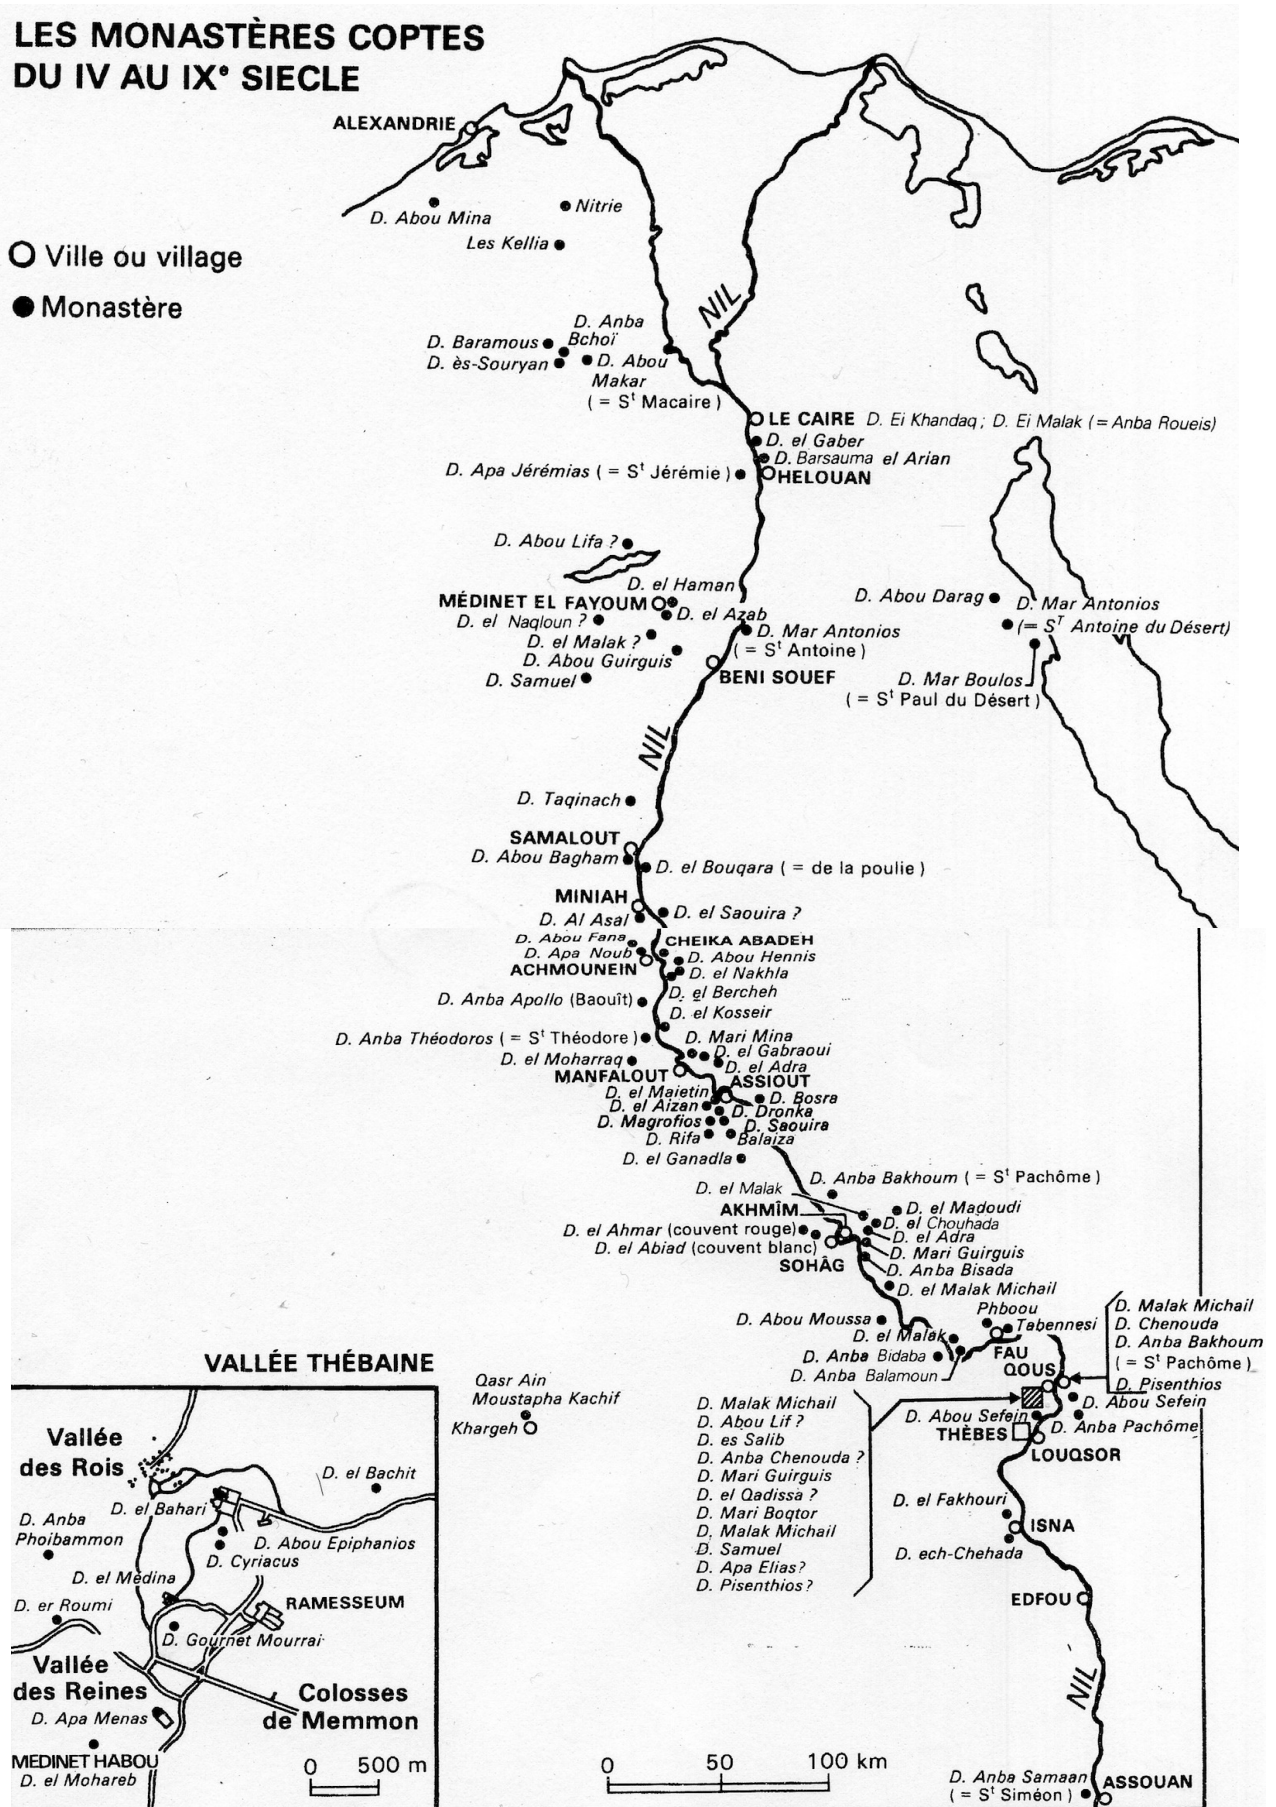 LES MONASTÈRES COPTES
DU IV AU IXe SIECLE
ALEXANDRIE
D. Abou Mina
Nitrie
Les Kellia
Ville ou village
Monastère
NIL
D. Anba
Bchoï
D. Baramous
D. ès-Souryan
D. Abou
Makar
( = St Macaire )
LE CAIRE D. Ei Khandaq ; D. Ei Malak (= Anba Roueis)
D. el Gaber
D. Barsauma el Arian
D. Apa Jérémias ( = St Jérémie )
HELOUAN
D. Abou Lifa ?
D. el Haman
MÉDINET EL FAYOUM
D. el Azab
D. el Naqloun ?
D. el Malak ?
D. Abou Guirguis
D. Samuel
D. Mar Antonios
( = St Antoine )
BENI SOUEF
D. Abou Darag
D. Mar Antonios
(= ST Antoine du Désert)
D. Mar Boulos
( = St Paul du Désert )
NIL
D. Taqinach
SAMALOUT
D. Abou Bagham
D. el Bouqara ( = de la poulie )
MINIAH
D. Al Asal
D. el Saouira ?
D. Abou Fana
D. Apa Noub
ACHMOUNEIN
CHEIKA ABADEH
D. Abou Hennis
D. el Nakhla
D. el Bercheh
D. Anba Apollo (Baouît)
D. el Kosseir
D. Anba Théodoros ( = St Théodore )
D. Mari Mina
D. el Gabraoui
D. el Adra
D. el Moharraq
MANFALOUT
ASSIOUT
D. el Maietin
D. Bosra
D. el Aizan
D. Dronka
D. Magrofios
D. Saouira
D. Rifa
Balaiza
D. el Ganadla
D. Anba Bakhoum ( = St Pachôme )
D. el Malak
AKHMÎM
D. el Madoudi
D. el Chouhada
D. el Adra
D. el Ahmar (couvent rouge)
D. el Abiad (couvent blanc)
D. Mari Guirguis
SOHÂG
D. Anba Bisada
D. el Malak Michail
D. Abou Moussa
Phboou
Tabennesi
D. el Malak
FAU
D. Anba Bidaba
D. Anba Balamoun
QOUS
D. Malak Michail
D. Chenouda
D. Anba Bakhoum
( = St Pachôme )
D. Pisenthios
D. Abou Sefein
D. Abou Sefein
D. Anba Pachôme
THÈBES
LOUQSOR
Qasr Ain
Moustapha Kachif
Khargeh
D. Malak Michail
D. Abou Lif ?
D. es Salib
D. Anba Chenouda ?
D. Mari Guirguis
D. el Qadissa ?
D. Mari Boqtor
D. Malak Michail
D. Samuel
D. Apa Elias?
D. Pisenthios?
D. el Fakhouri
ISNA
D. ech-Chehada
EDFOU
NIL
D. Anba Samaan
( = St Siméon )
ASSOUAN
0 50 100 km
VALLÉE THÉBAINE
Vallée
des Rois
D. el Bachit
D. el Bahari
D. Anba
Phoibammon
D. Abou Epiphanios
D. Cyriacus
D. el Médina
D. er Roumi
RAMESSEUM
D. Gournet Mourrai
Vallée
des Reines
D. Apa Menas
Colosses
de Memmon
MEDINET HABOU
D. el Mohareb
0 500 m